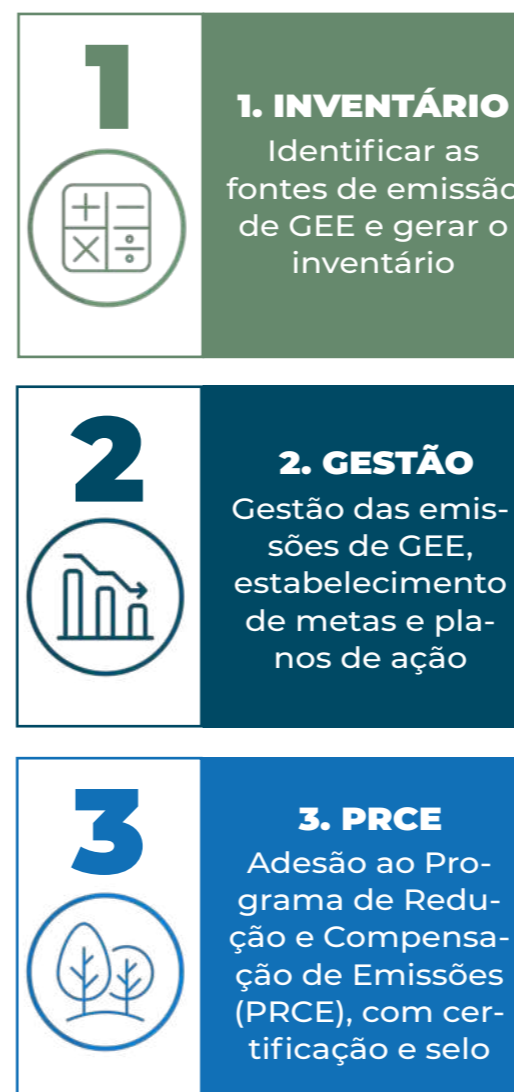 1
1. INVENTÁRIO
Identificar as
fontes de emissão
de GEE e gerar o
inventário
2
2. GESTÃO
Gestão das emis-
sões de GEE,
estabelecimento
de metas e pla-
nos de ação
3
3. PRCE
Adesão ao Pro-
grama de Redu-
ção e Compensa-
ção de Emissões
(PRCE), com cer-
tificação e selo